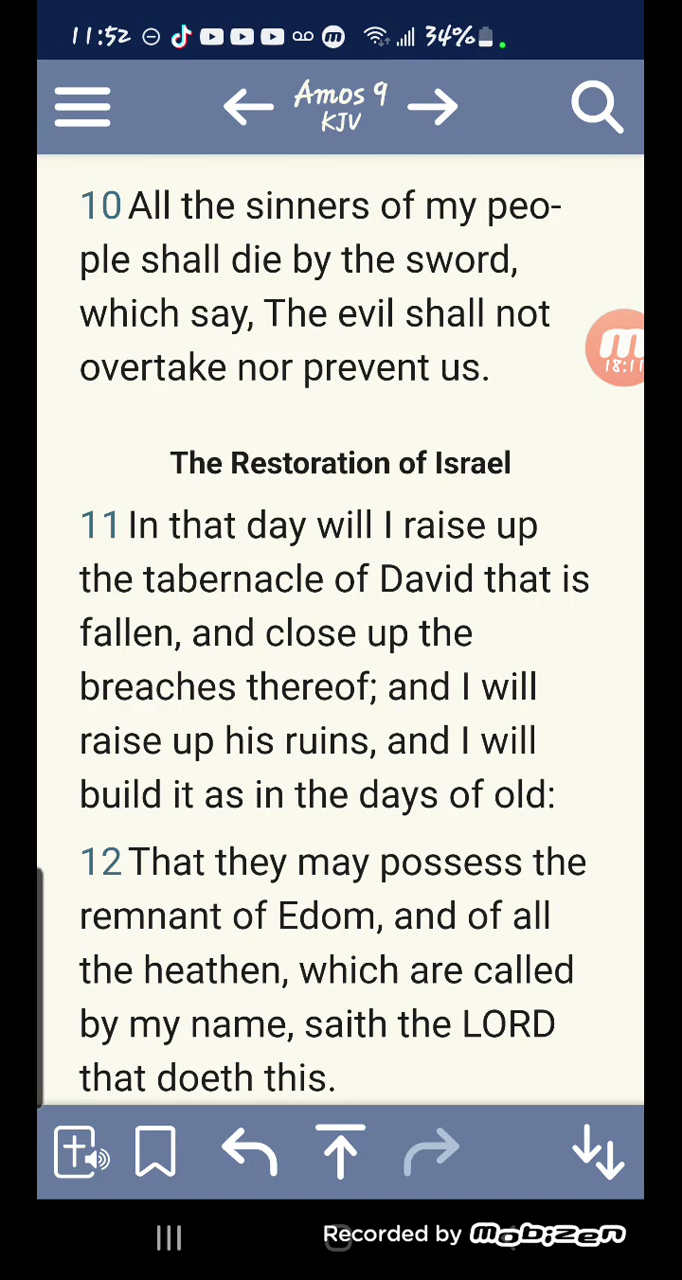 11:52 34%
Amos 9
KJV
10 All the sinners of my peo-
ple shall die by the sword,
which say, The evil shall not
overtake nor prevent us.
m
18:11
The Restoration of Israel
11 In that day will I raise up
the tabernacle of David that is
fallen, and close up the
breaches thereof; and I will
raise up his ruins, and I will
build it as in the days of old:
12 That they may possess the
remnant of Edom, and of all
the heathen, which are called
by my name, saith the LORD
that doeth this.
Recorded by mobizen